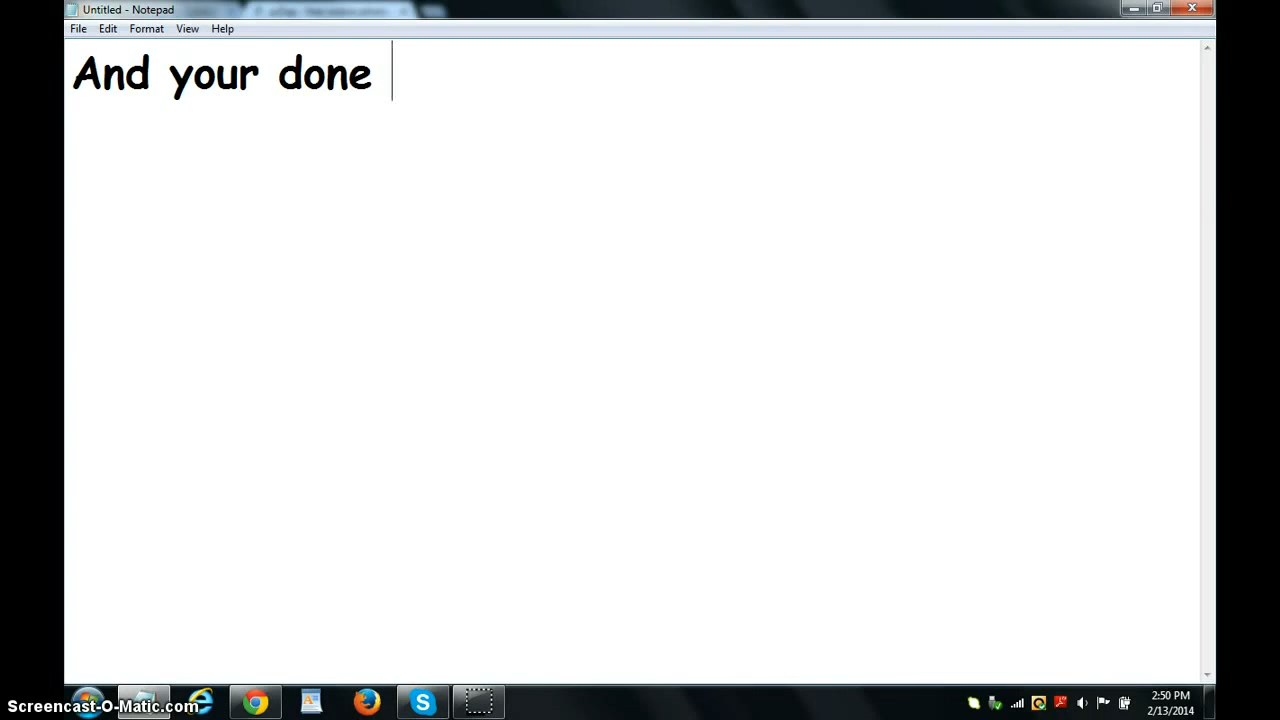 Untitled - Notepad
File Edit Format View Help
And your done
2:50 PM
2/13/2014
Screencast-O-Matic.com